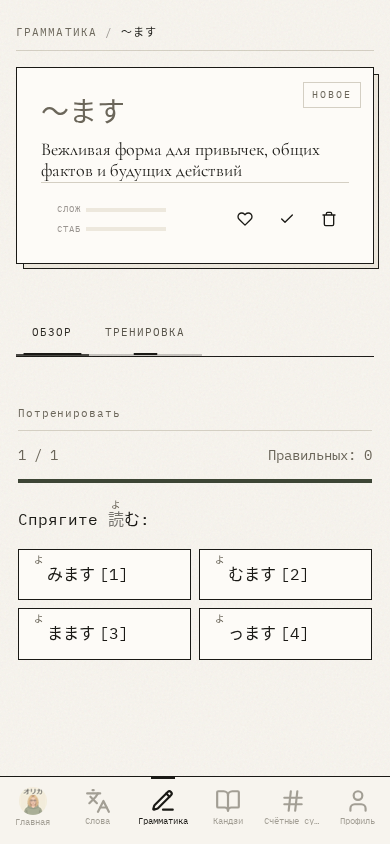 ГРАММАТИКА / 〜ます
НОВОЕ
〜ます
Вежливая форма для привычек, общих
фактов и будущих действий
СЛОЖ
СТАБ
ОБЗОР ТРЕНИРОВКА
Потренировать
1 / 1 Правильных: 0
よ
Спрягите 読む:
よ よ
みます [1] むます [2]
よ よ
まます [3] っます [4]
オリカ
Главная Слова Грамматика Кандзи Счётные су… Профиль